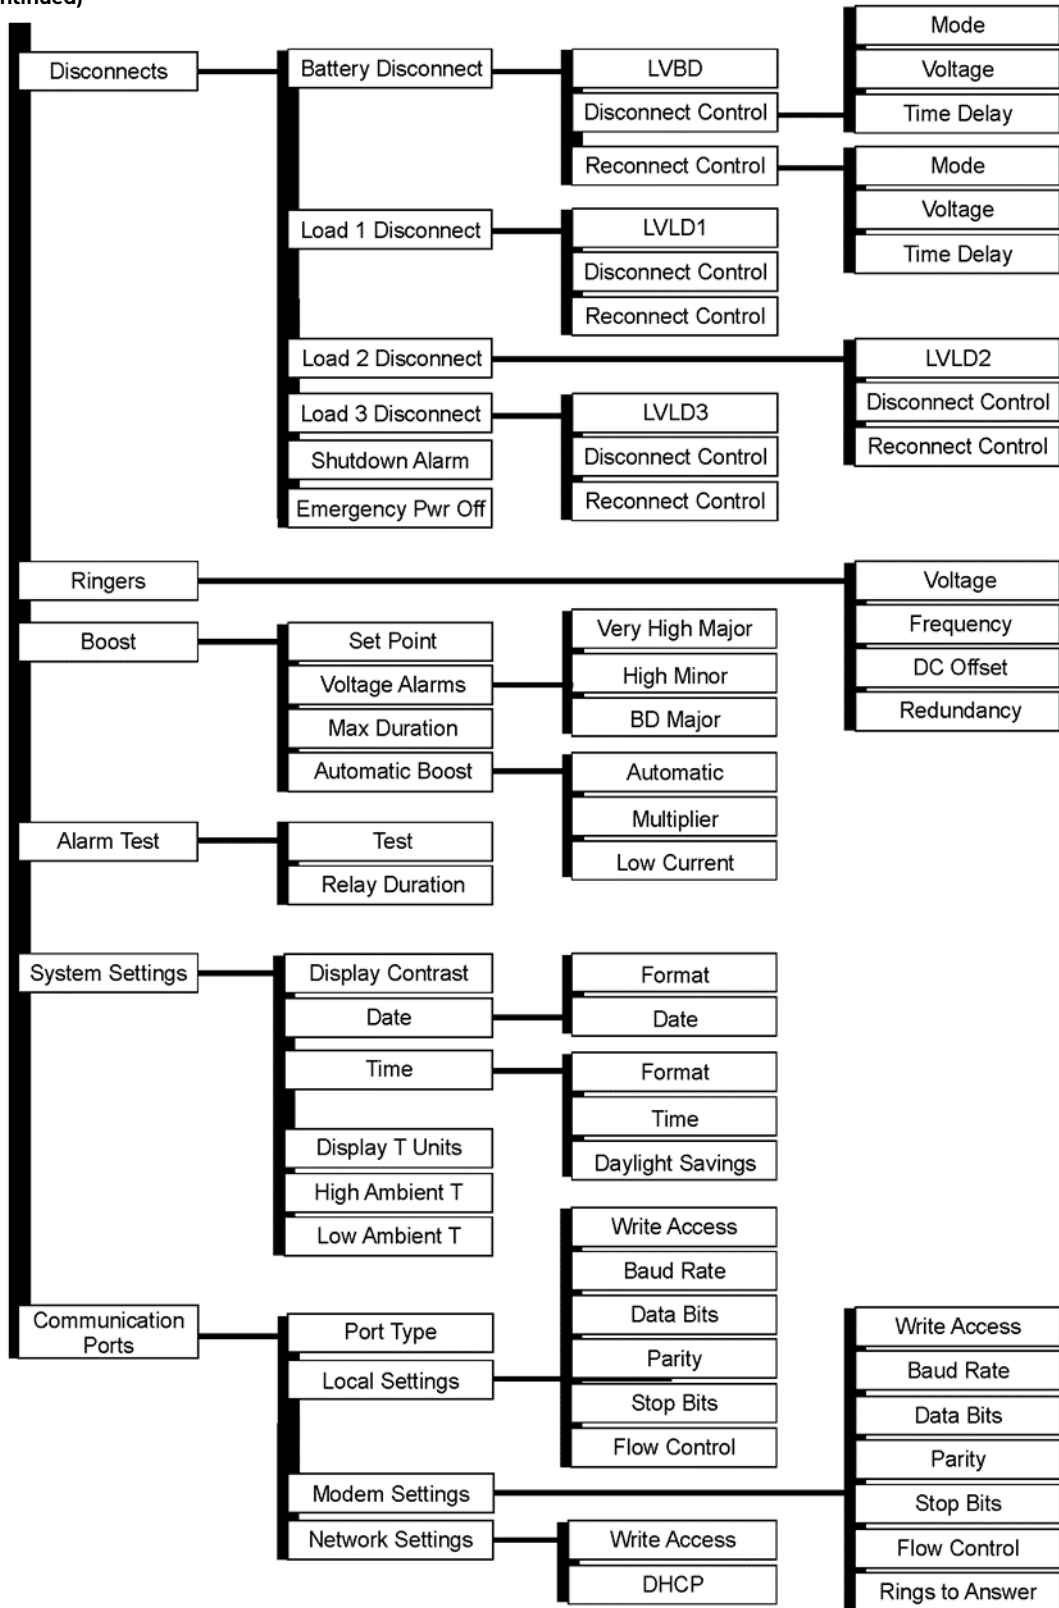 ntinued)
Disconnects
Battery Disconnect
LVBD
Disconnect Control
Mode
Voltage
Time Delay
Reconnect Control
Mode
Voltage
Time Delay
Load 1 Disconnect
LVLD1
Disconnect Control
Reconnect Control
Load 2 Disconnect
LVLD2
Disconnect Control
Reconnect Control
Load 3 Disconnect
LVLD3
Disconnect Control
Reconnect Control
Shutdown Alarm
Emergency Pwr Off
Ringers
Voltage
Frequency
DC Offset
Redundancy
Boost
Set Point
Voltage Alarms
Very High Major
High Minor
BD Major
Max Duration
Automatic Boost
Automatic
Multiplier
Low Current
Alarm Test
Test
Relay Duration
System Settings
Display Contrast
Date
Format
Date
Time
Format
Time
Daylight Savings
Display T Units
High Ambient T
Low Ambient T
Communication
Ports
Port Type
Local Settings
Write Access
Baud Rate
Data Bits
Parity
Stop Bits
Flow Control
Modem Settings
Write Access
Baud Rate
Data Bits
Parity
Stop Bits
Flow Control
Rings to Answer
Network Settings
Write Access
DHCP